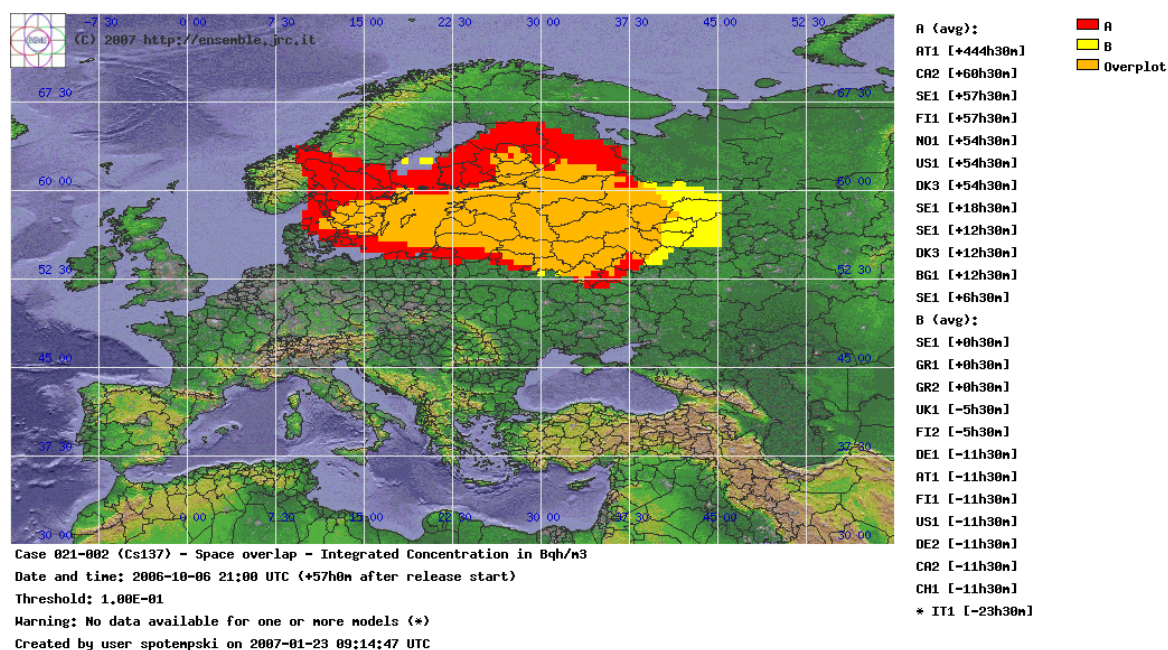 -7 30
0 00
7 30
15 00
22 30
30 00
37 30
45 00
52 30
(C) 2007 http://ensemble.jrc.it
67 30
67 30
60 00
60 00
52 30
52 30
45 00
45 00
37 30
37 30
30 00
30 00
-7 30
0 00
7 30
15 00
22 30
30 00
37 30
45 00
52 30
Case 021-002 (Cs137) - Space overlap - Integrated Concentration in Bqh/m3
Date and time: 2006-10-06 21:00 UTC (+57h0m after release start)
Threshold: 1.00E-01
Warning: No data available for one or more models (*)
Created by user spotempski on 2007-01-23 09:14:47 UTC
A (avg):
AT1 [+444h30m]
CA2 [+60h30m]
SE1 [+57h30m]
FI1 [+57h30m]
NO1 [+54h30m]
US1 [+54h30m]
DK3 [+54h30m]
SE1 [+18h30m]
SE1 [+12h30m]
DK3 [+12h30m]
BG1 [+12h30m]
SE1 [+6h30m]
B (avg):
SE1 [+0h30m]
GR1 [+0h30m]
GR2 [+0h30m]
UK1 [-5h30m]
FI2 [-5h30m]
DE1 [-11h30m]
AT1 [-11h30m]
FI1 [-11h30m]
US1 [-11h30m]
DE2 [-11h30m]
CA2 [-11h30m]
CH1 [-11h30m]
* IT1 [-23h30m]
A
B
Overplot